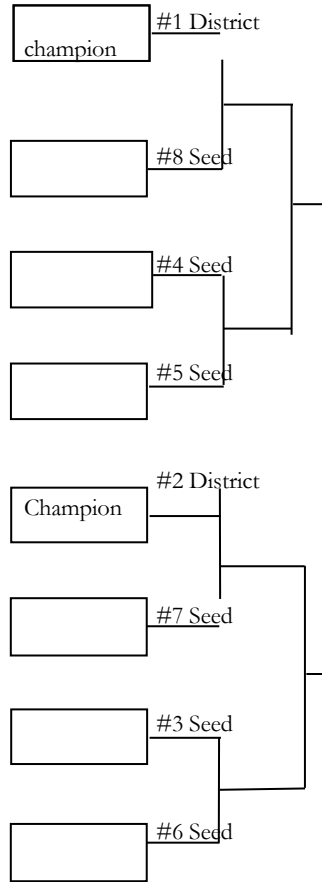 #1 District
champion
#8 Seed
#4 Seed
#5 Seed
#2 District
Champion
#7 Seed
#3 Seed
#6 Seed